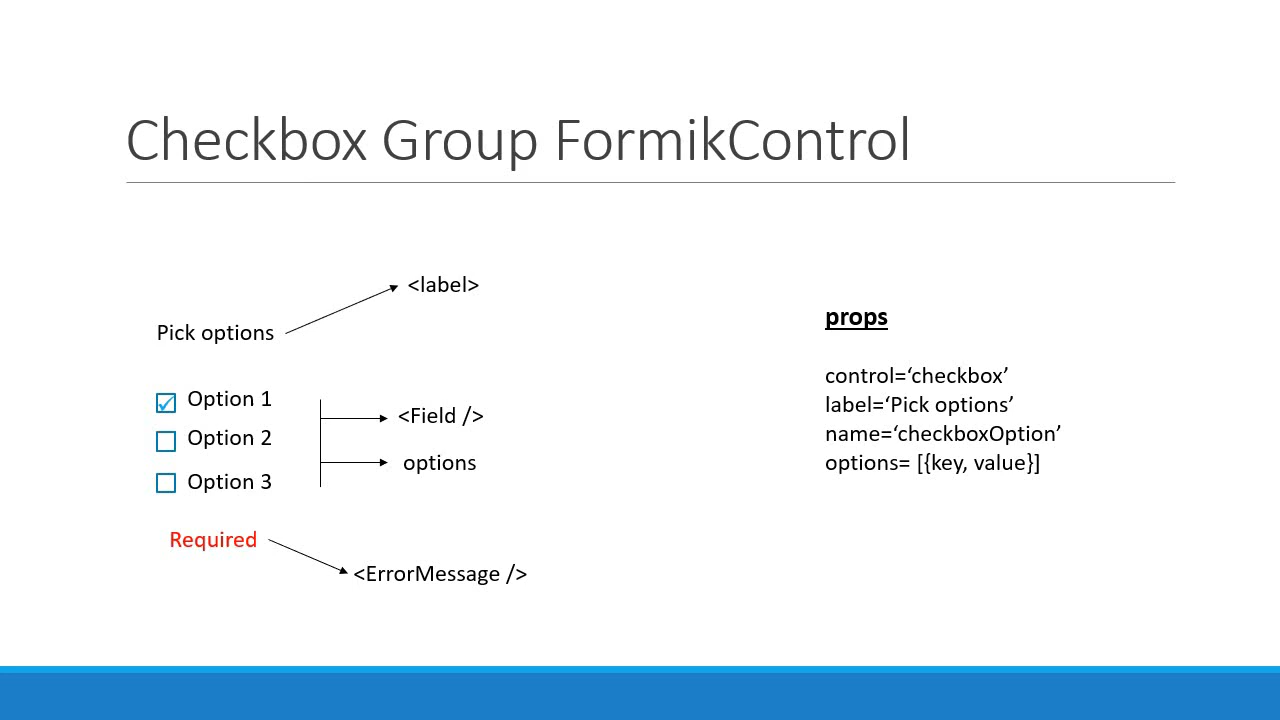 Checkbox Group FormikControl
<label>
Pick options
Option 1
Option 2
Option 3
<Field />
options
Required
<ErrorMessage />
props
control=‘checkbox’
label=‘Pick options’
name=‘checkboxOption’
options= [{key, value}]